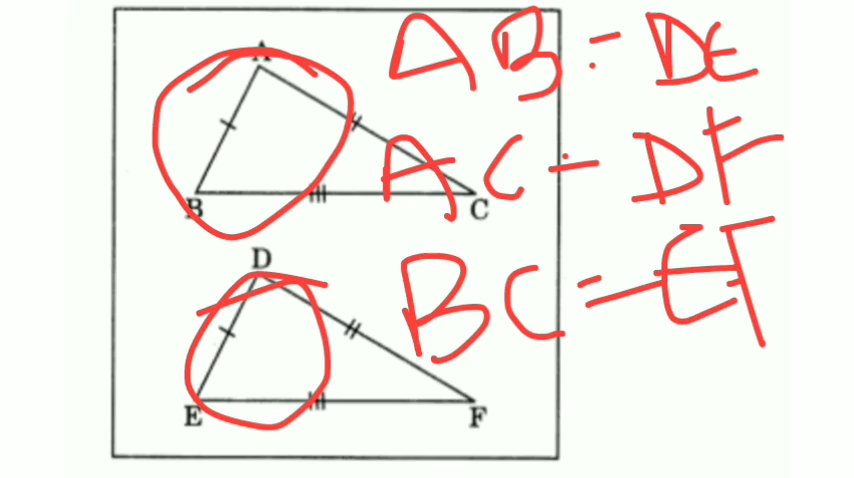 A
AB = DE
B
C
AC = DF
D
BC = EF
E
F